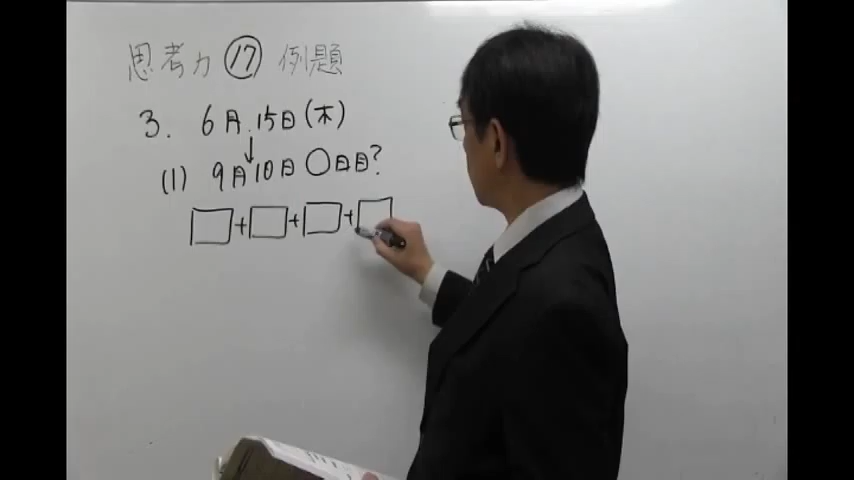 思考力 ⑰ 例題
3. 6月15日(木)
↓
(1) 9月10日 ○日目?
□+□+□+□